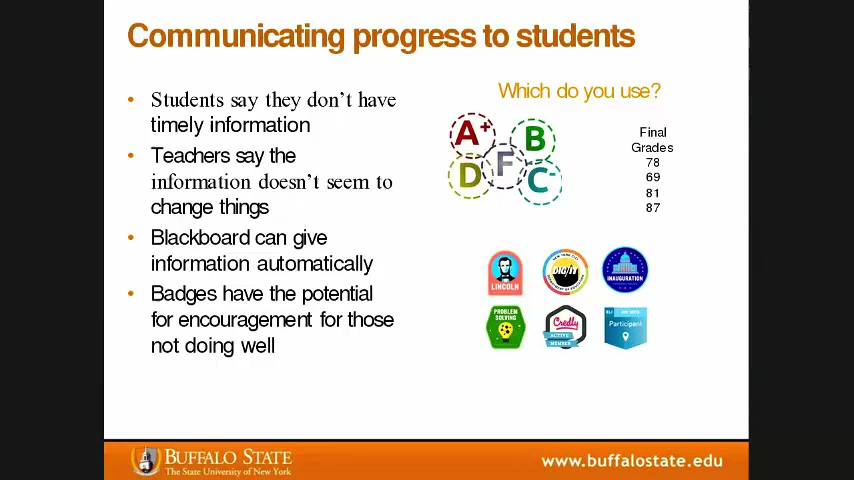 Communicating progress to students
• Students say they don't have
timely information
• Teachers say the
information doesn't seem to
change things
• Blackboard can give
information automatically
• Badges have the potential
for encouragement for those
not doing well
Which do you use?
A+
B
D
F
C-
Final
Grades
78
69
81
87
LINCOLN
INAUGURATION
PROBLEM
SOLVING
Credly
ACTIVE
MEMBER
Participant
BUFFALO STATE
The State University of New York
www.buffalostate.edu